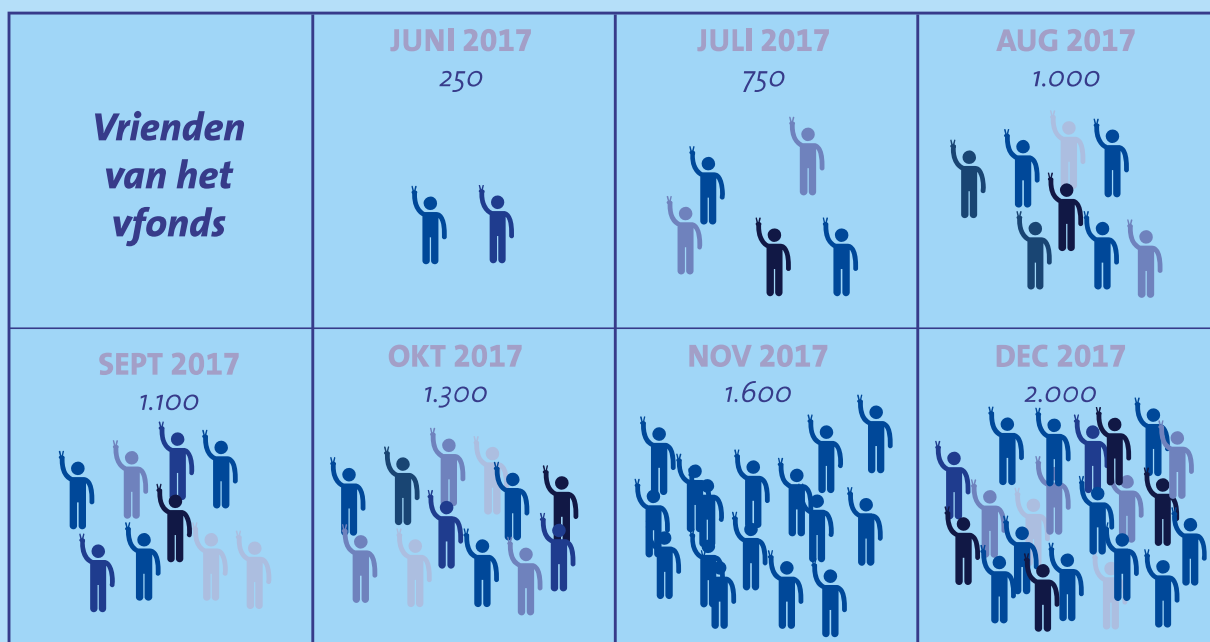 Vrienden
van het
vfonds
JUNI 2017
250
JULI 2017
750
AUG 2017
1.000
SEPT 2017
1.100
OKT 2017
1.300
NOV 2017
1.600
DEC 2017
2.000